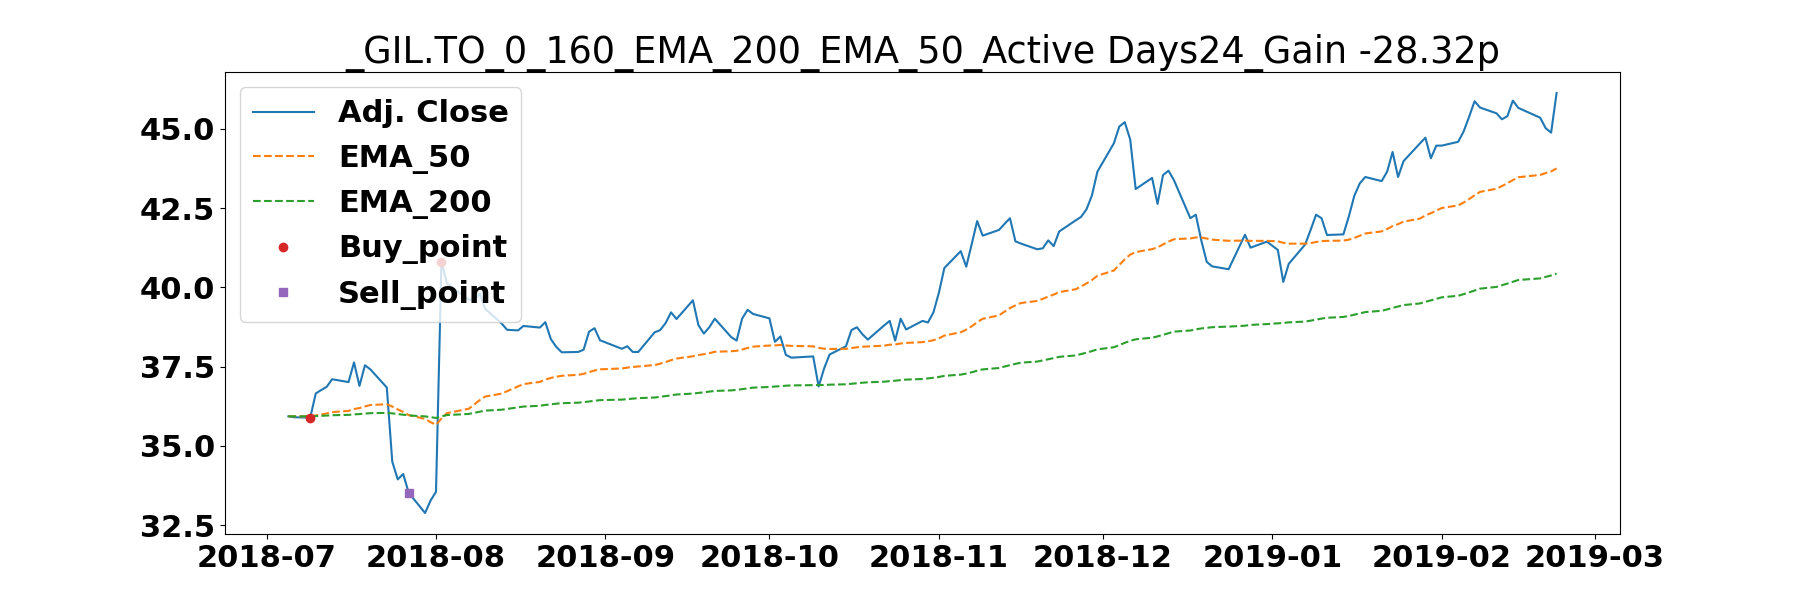 _GIL.TO_0_160_EMA_200_EMA_50_Active Days24_Gain -28.32p
Adj. Close
EMA_50
EMA_200
Buy_point
Sell_point
45.0
42.5
40.0
37.5
35.0
32.5
2018-07 2018-08 2018-09 2018-10 2018-11 2018-12 2019-01 2019-02 2019-03